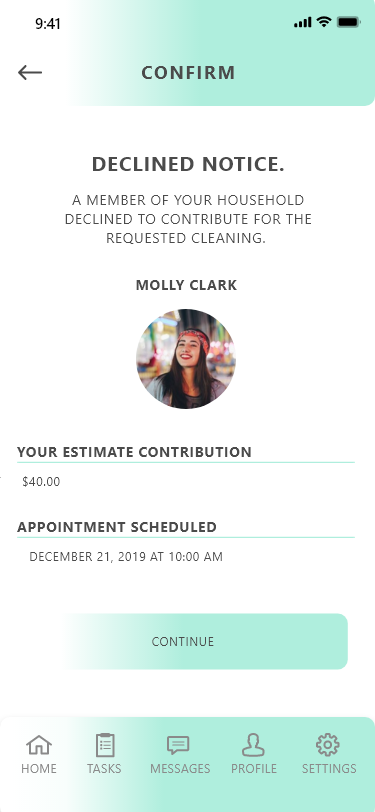 9:41
CONFIRM
DECLINED NOTICE.
A MEMBER OF YOUR HOUSEHOLD
DECLINED TO CONTRIBUTE FOR THE
REQUESTED CLEANING.
MOLLY CLARK
YOUR ESTIMATE CONTRIBUTION
$40.00
APPOINTMENT SCHEDULED
DECEMBER 21, 2019 AT 10:00 AM
CONTINUE
HOME TASKS MESSAGES PROFILE SETTINGS